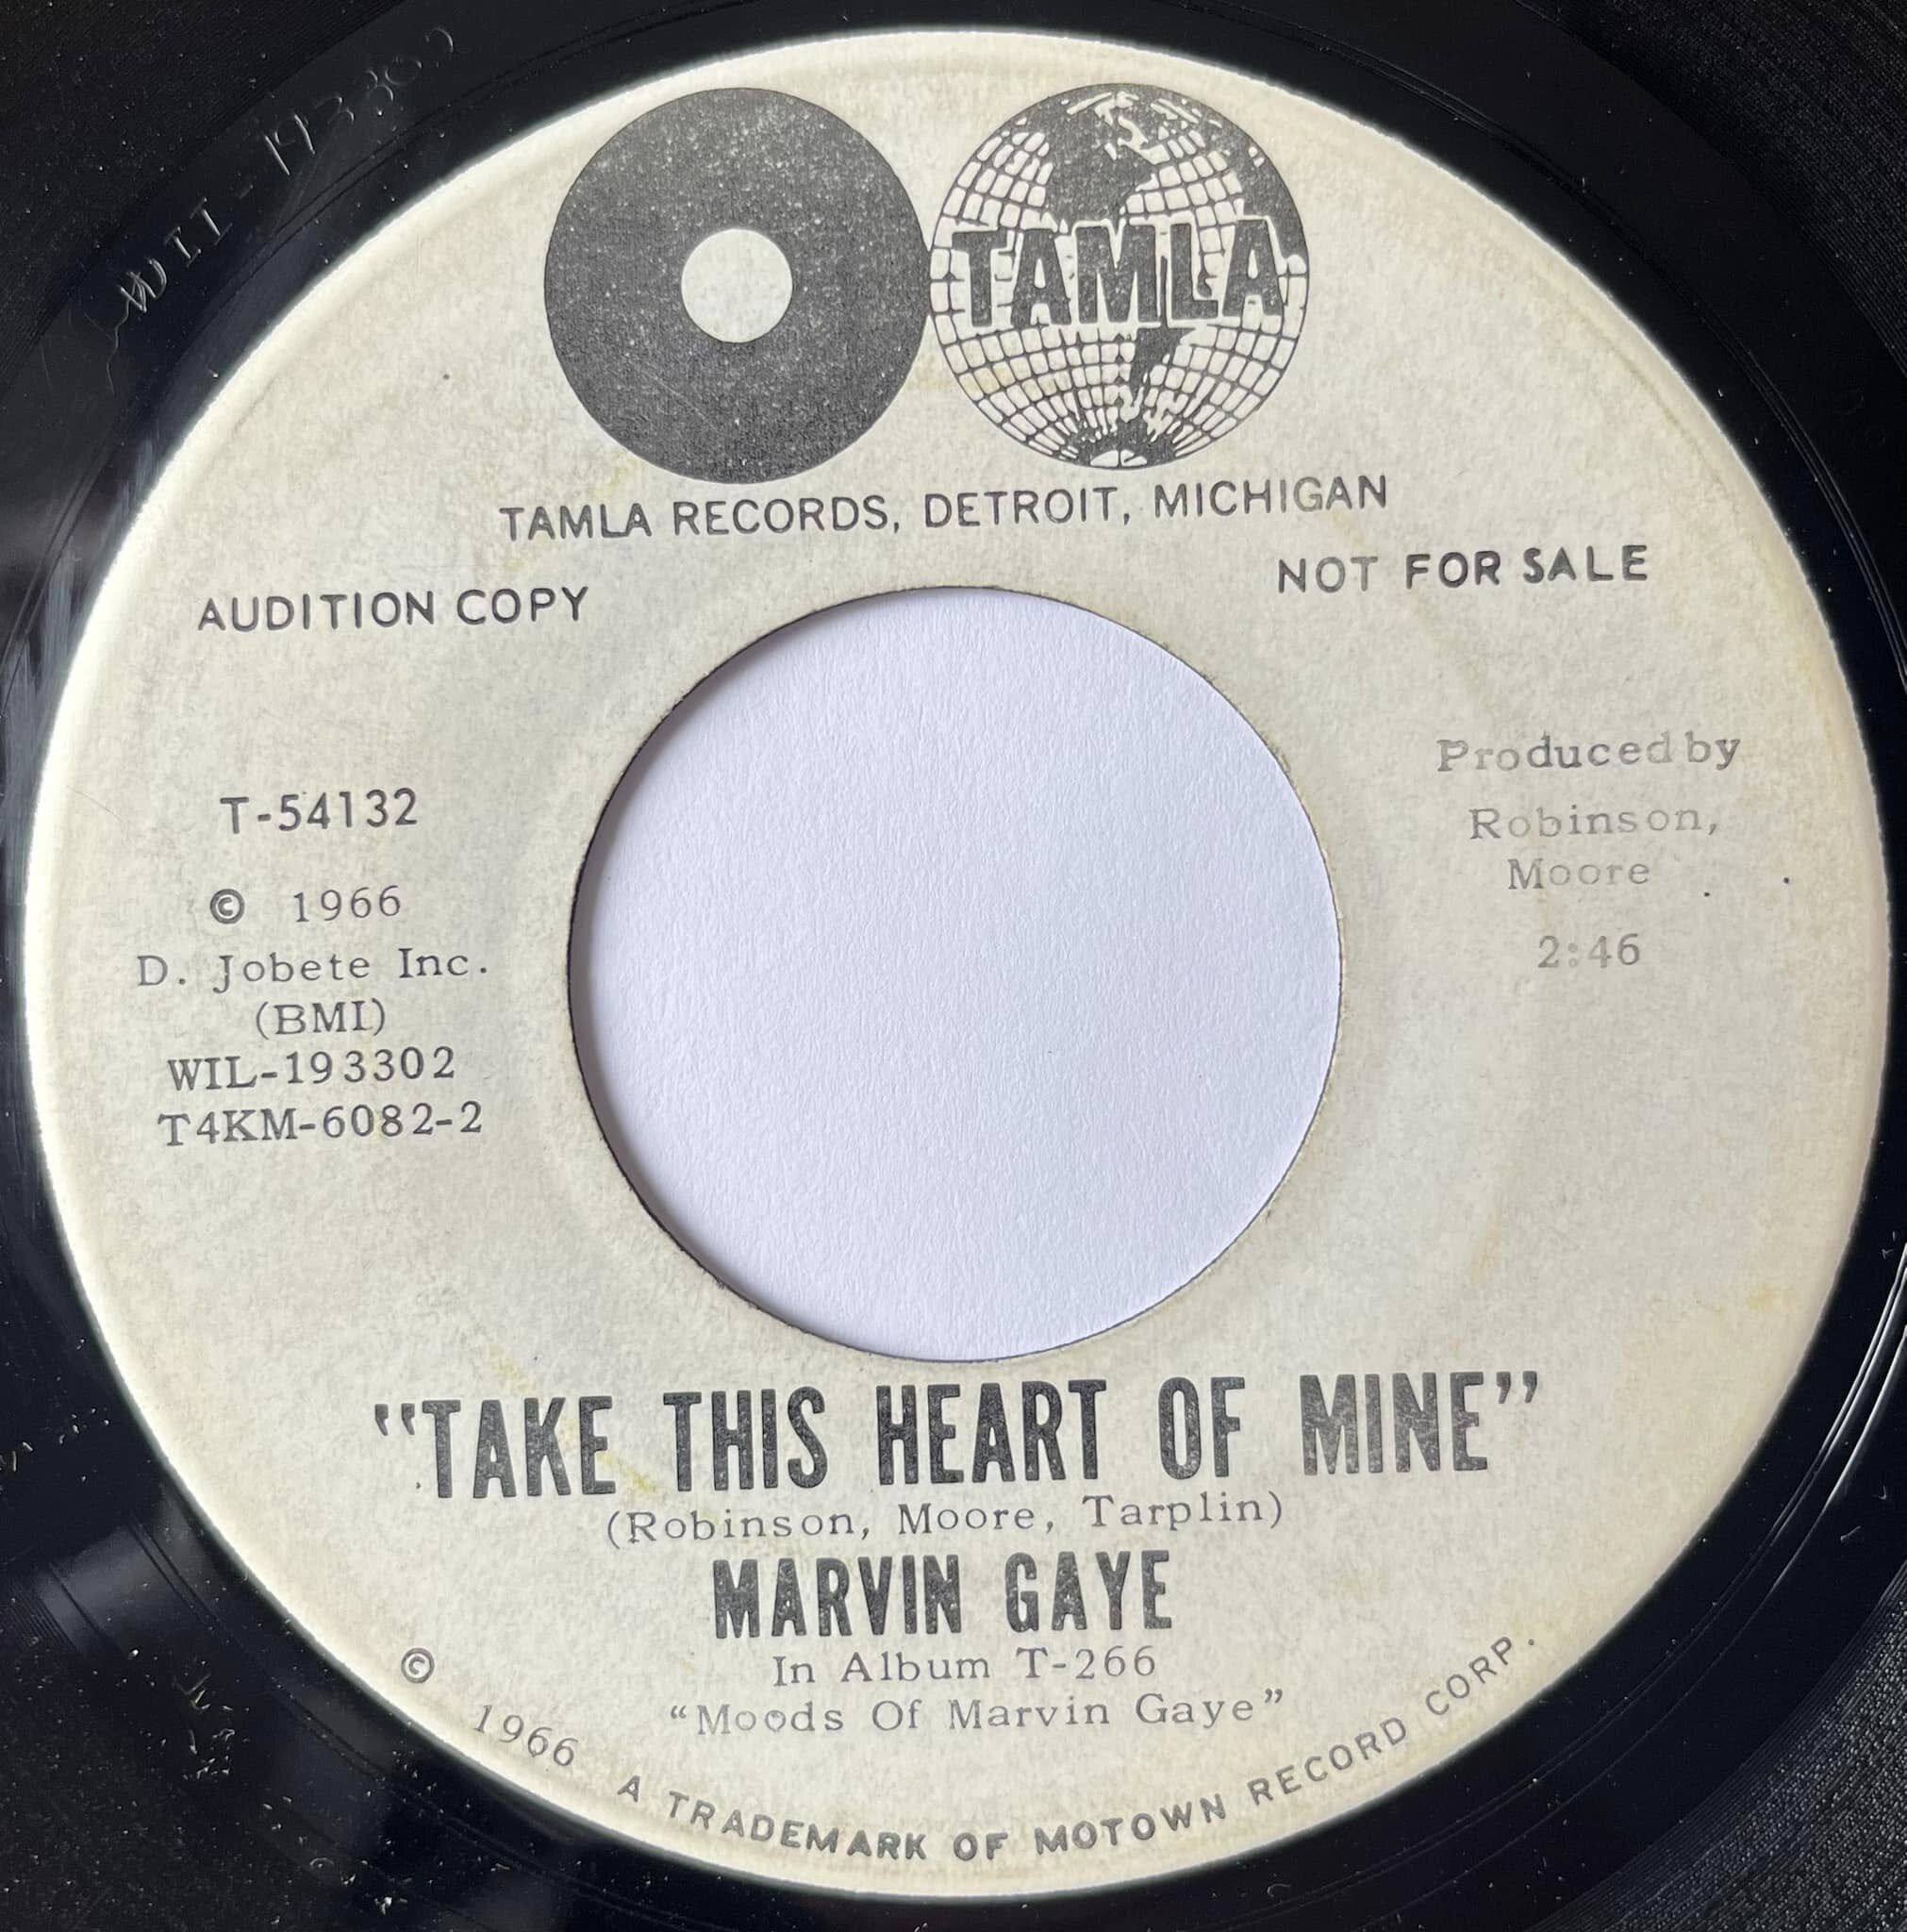 TAMLA
TAMLA RECORDS, DETROIT, MICHIGAN
AUDITION COPY
NOT FOR SALE
T-54132
© 1966
D. Jobete Inc.
(BMI)
WIL-193302
T4KM-6082-2
Produced by
Robinson,
Moore
2:46
"TAKE THIS HEART OF MINE"
(Robinson, Moore, Tarplin)
MARVIN GAYE
In Album T-266
"Moods Of Marvin Gaye"
© 1966 A TRADEMARK OF MOTOWN RECORD CORP.